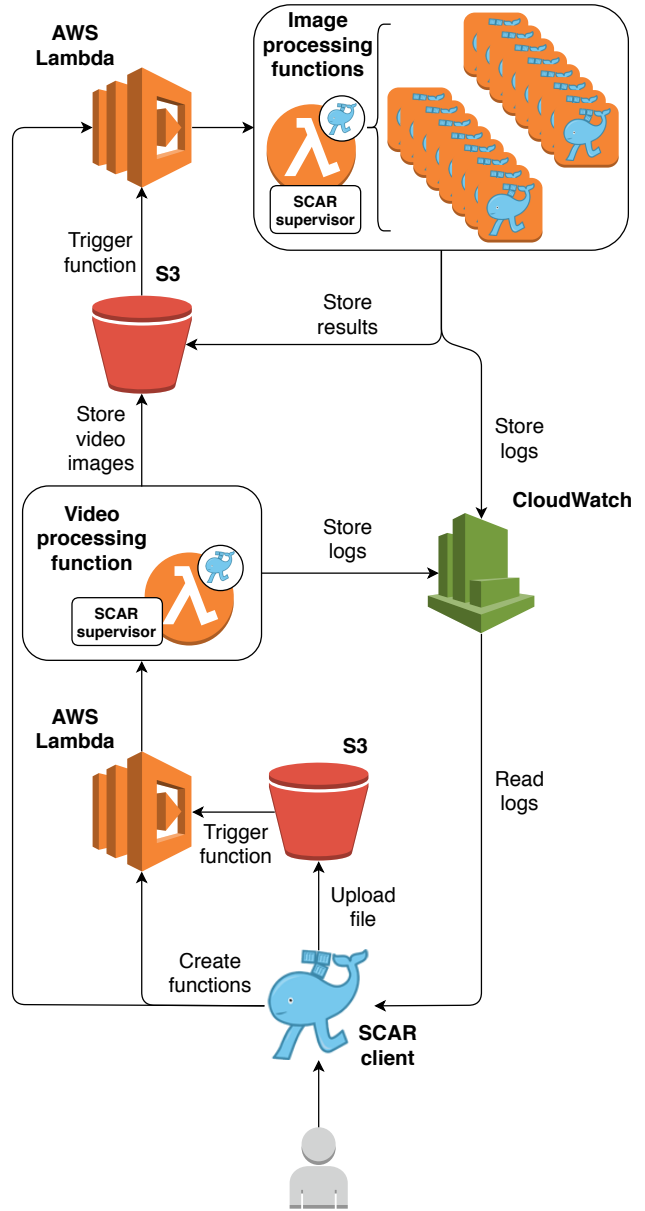 AWS
Lambda
Image
processing
functions
SCAR
supervisor
Trigger
function
S3
Store
results
Store
video
images
Store
logs
CloudWatch
Video
processing
function
Store
logs
SCAR
supervisor
AWS
Lambda
S3
Read
logs
Trigger
function
Upload
file
Create
functions
SCAR
client